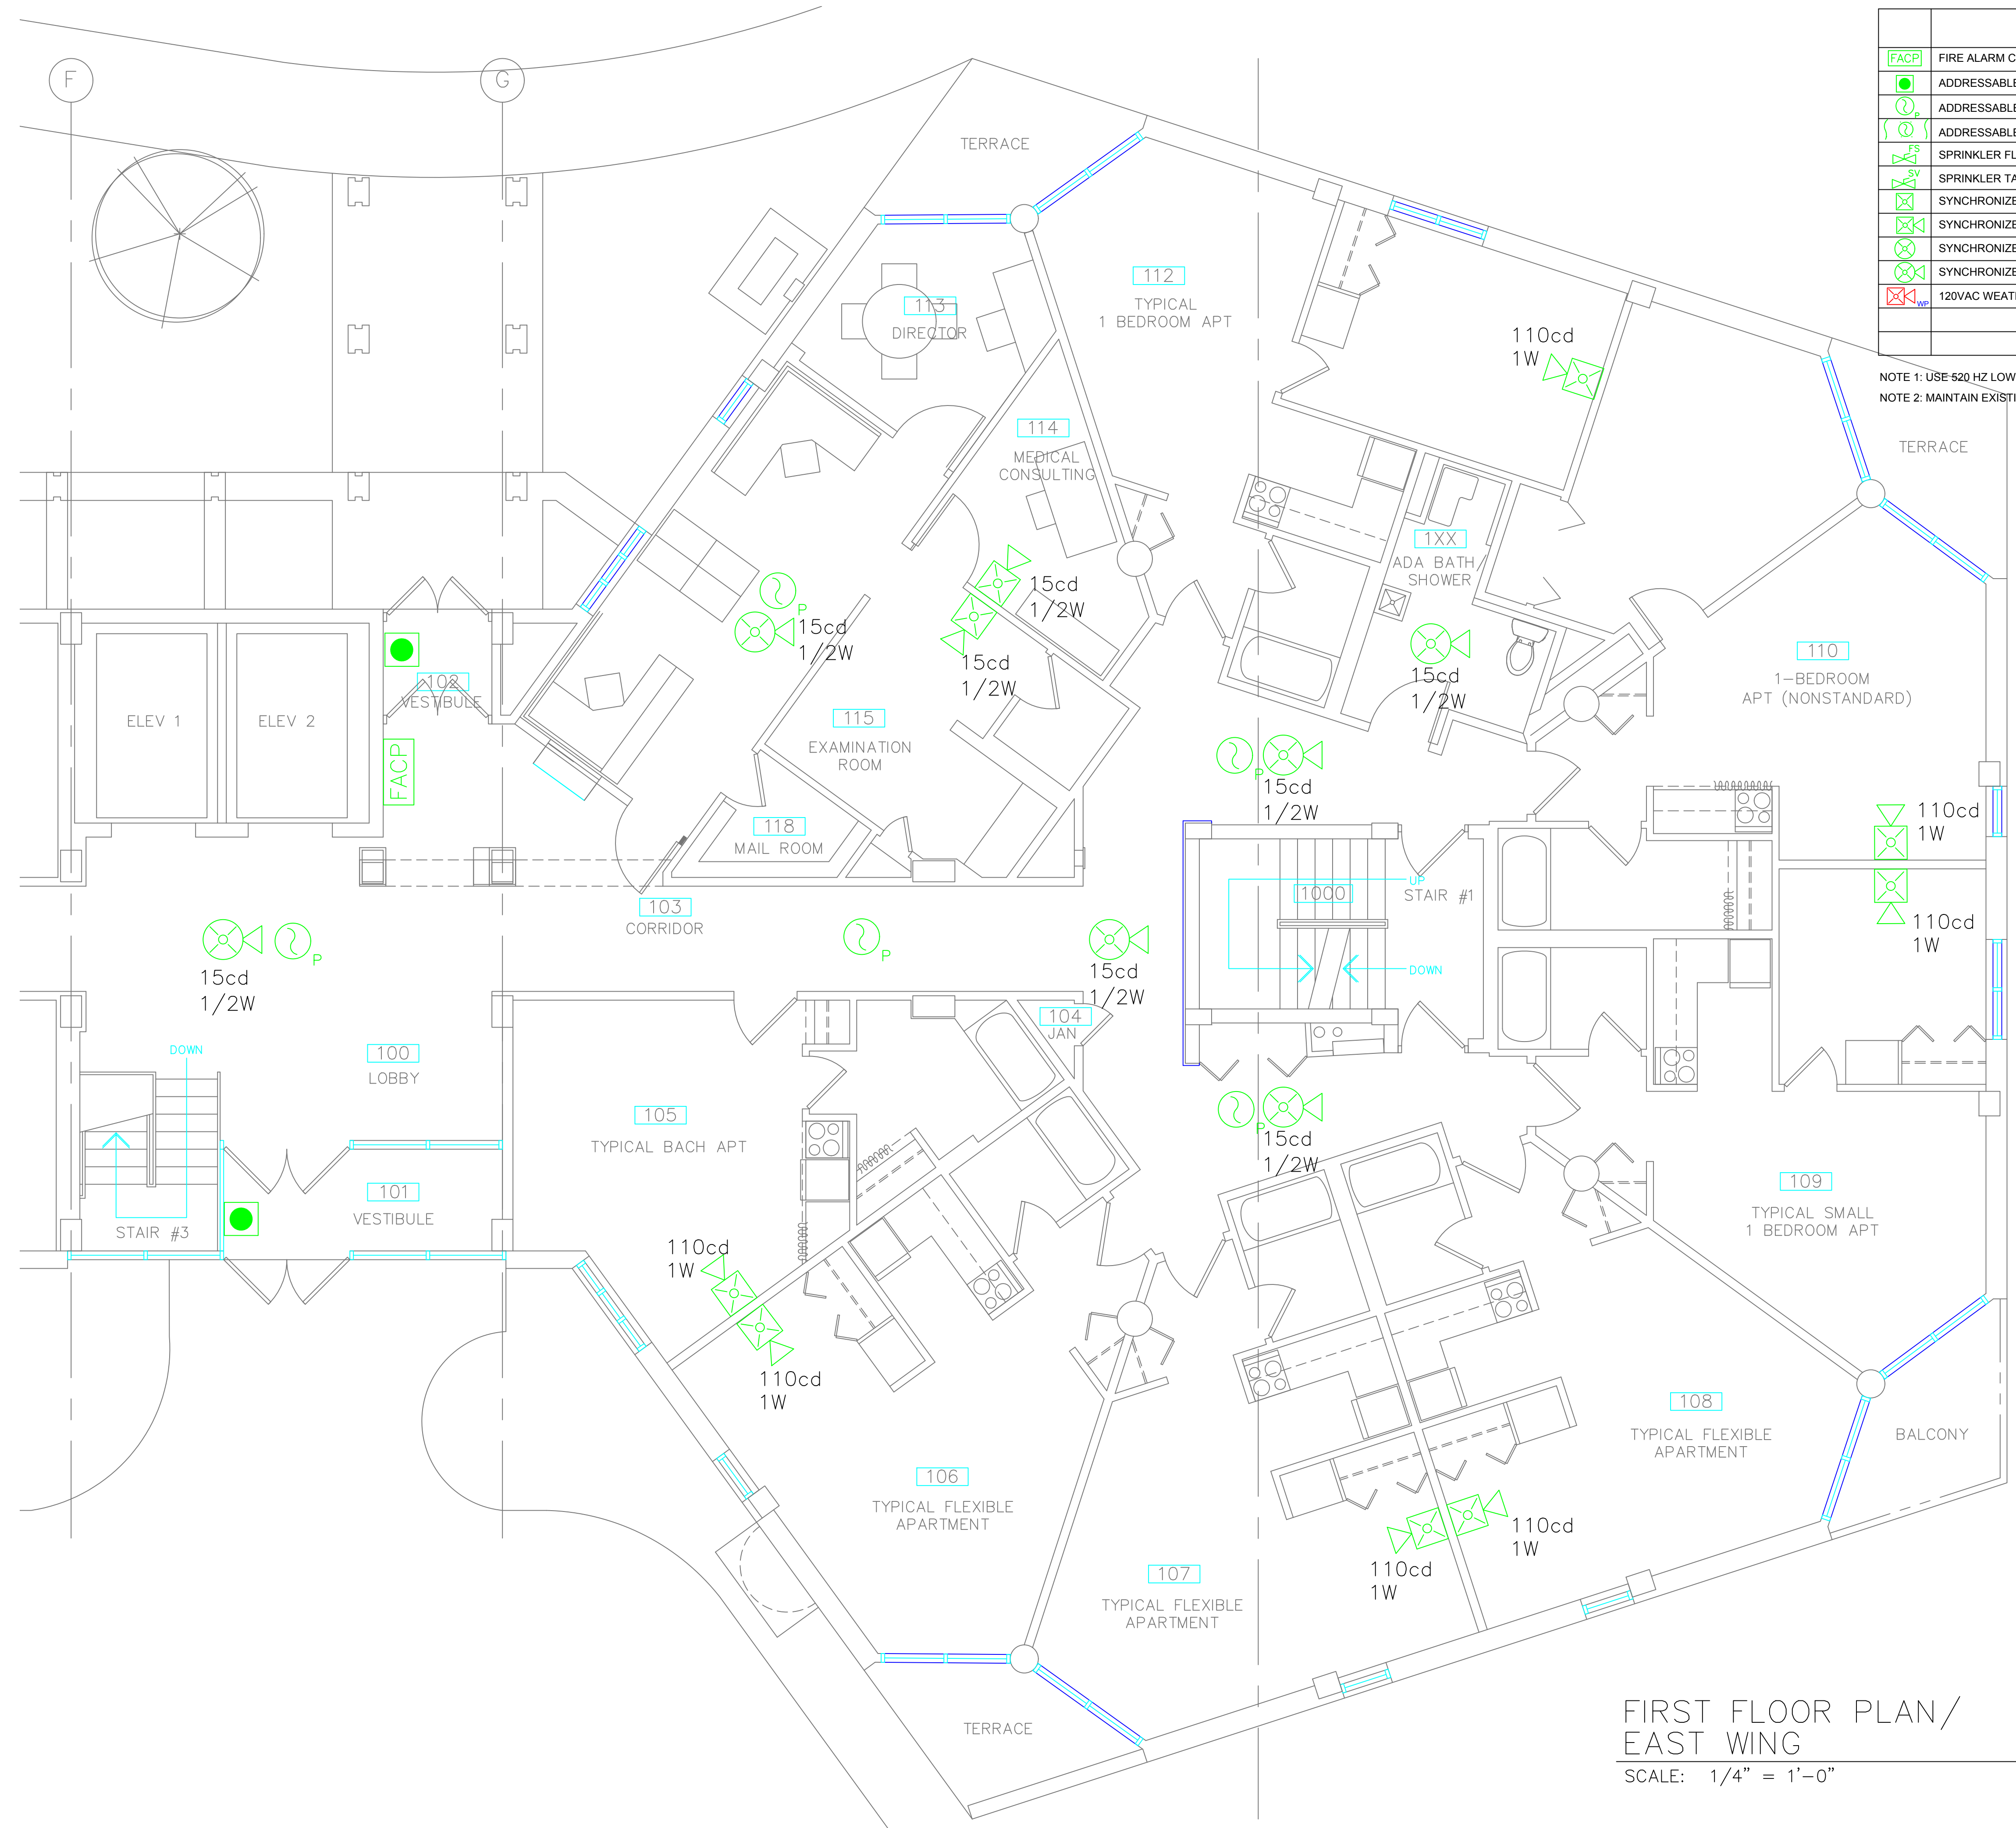 F
G
FACP
FIRE ALARM C
ADDRESSABLE
P
ADDRESSABLE
ADDRESSABLE
FS
SPRINKLER FL
SV
SPRINKLER TA
SYNCHRONIZE
SYNCHRONIZE
SYNCHRONIZE
SYNCHRONIZE
WP
120VAC WEAT
NOTE 1: USE 520 HZ LOW
NOTE 2: MAINTAIN EXISTI
TERRACE
112
TYPICAL
1 BEDROOM APT
113
DIRECTOR
110cd
1W
114
MEDICAL
CONSULTING
TERRACE
1XX
ADA BATH/
SHOWER
15cd
1/2W
P
15cd
1/2W
15cd
1/2W
15cd
1/2W
102
VESTIBULE
ELEV 1
ELEV 2
FACP
110
1-BEDROOM
APT (NONSTANDARD)
115
EXAMINATION
ROOM
P
15cd
1/2W
118
MAIL ROOM
110cd
1W
103
CORRIDOR
1000
UP
STAIR #1
DOWN
110cd
1W
P
15cd
1/2W
P
15cd
1/2W
104
JAN
DOWN
100
LOBBY
105
TYPICAL BACH APT
P
15cd
1/2W
101
VESTIBULE
STAIR #3
109
TYPICAL SMALL
1 BEDROOM APT
110cd
1W
110cd
1W
108
TYPICAL FLEXIBLE
APARTMENT
BALCONY
106
TYPICAL FLEXIBLE
APARTMENT
110cd
1W
110cd
1W
107
TYPICAL FLEXIBLE
APARTMENT
TERRACE
FIRST FLOOR PLAN/
EAST WING
SCALE: 1/4" = 1'-0"